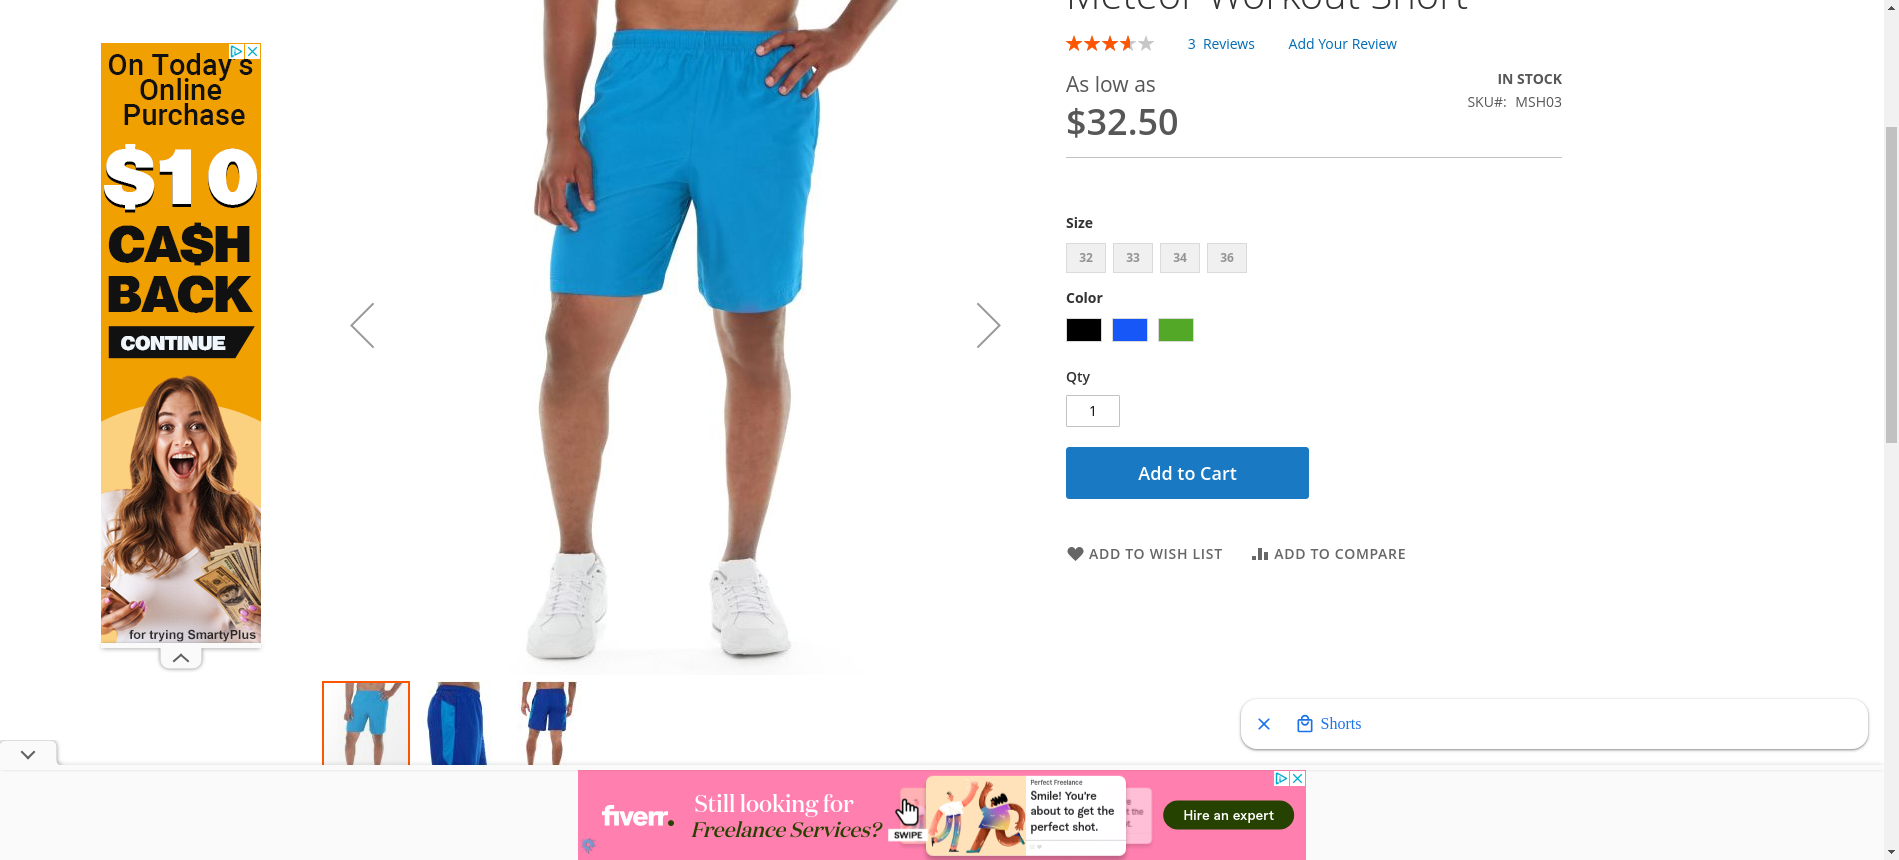 Meteor Workout Short
3 Reviews
Add Your Review
As low as
$32.50
IN STOCK
SKU#: MSH03
Size
32
33
34
36
Color
Qty
1
Add to Cart
ADD TO WISH LIST
ADD TO COMPARE
On Today's
Online
Purchase
$10
CA$H
BACK
CONTINUE
for trying SmartyPlus
Shorts
fiverr.
Still looking for
Freelance Services?
SWIPE
Perfect Freelance
Smile! You're
about to get the
perfect shot.
Hire an expert